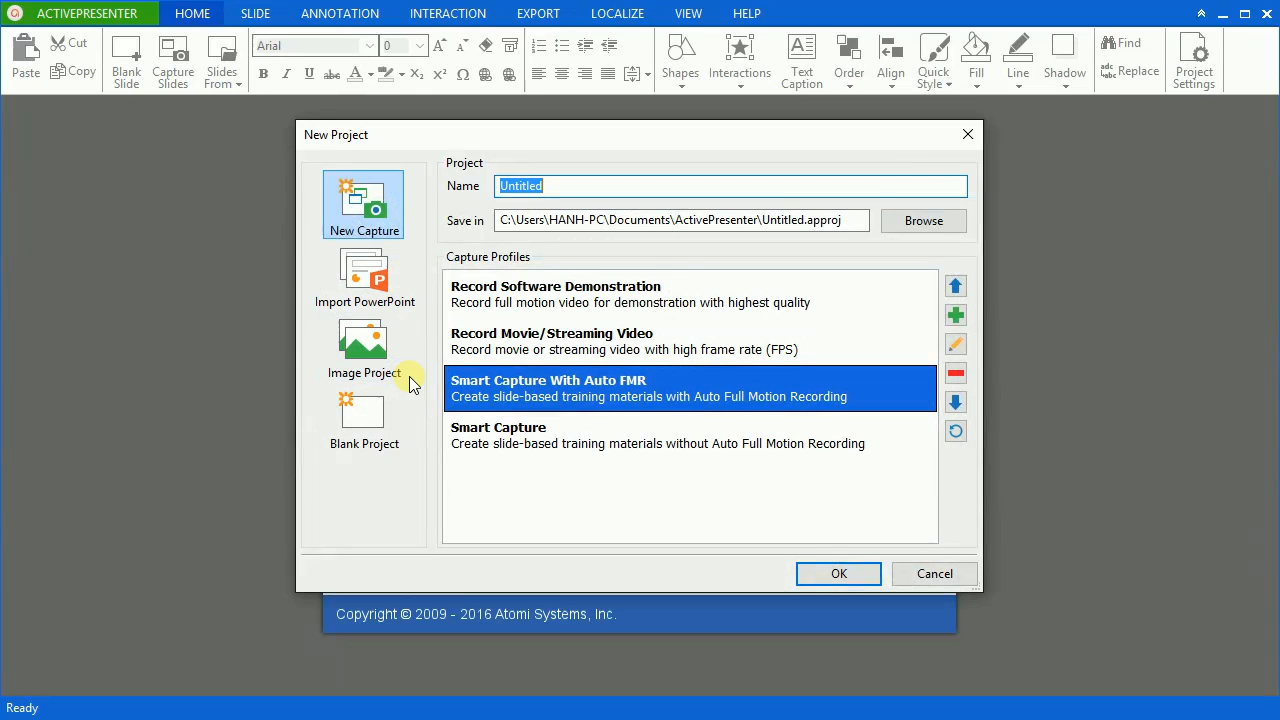 ACTIVEPRESENTER HOME SLIDE ANNOTATION INTERACTION EXPORT LOCALIZE VIEW HELP
Paste Cut Copy
Blank Slide
Capture Slides
Slides From
Arial 0
B I U abc A X₂ X² Ω
Shapes
Interactions
Text Caption
Order
Align
Quick Style
Fill
Line
Shadow
Find
Replace
Project Settings
New Project
New Capture
Import PowerPoint
Image Project
Blank Project
Project
Name Untitled
Save in C:\Users\HANH-PC\Documents\ActivePresenter\Untitled.approj Browse
Capture Profiles
Record Software Demonstration
Record full motion video for demonstration with highest quality
Record Movie/Streaming Video
Record movie or streaming video with high frame rate (FPS)
Smart Capture With Auto FMR
Create slide-based training materials with Auto Full Motion Recording
Smart Capture
Create slide-based training materials without Auto Full Motion Recording
OK Cancel
Copyright © 2009 - 2016 Atomi Systems, Inc.
Ready